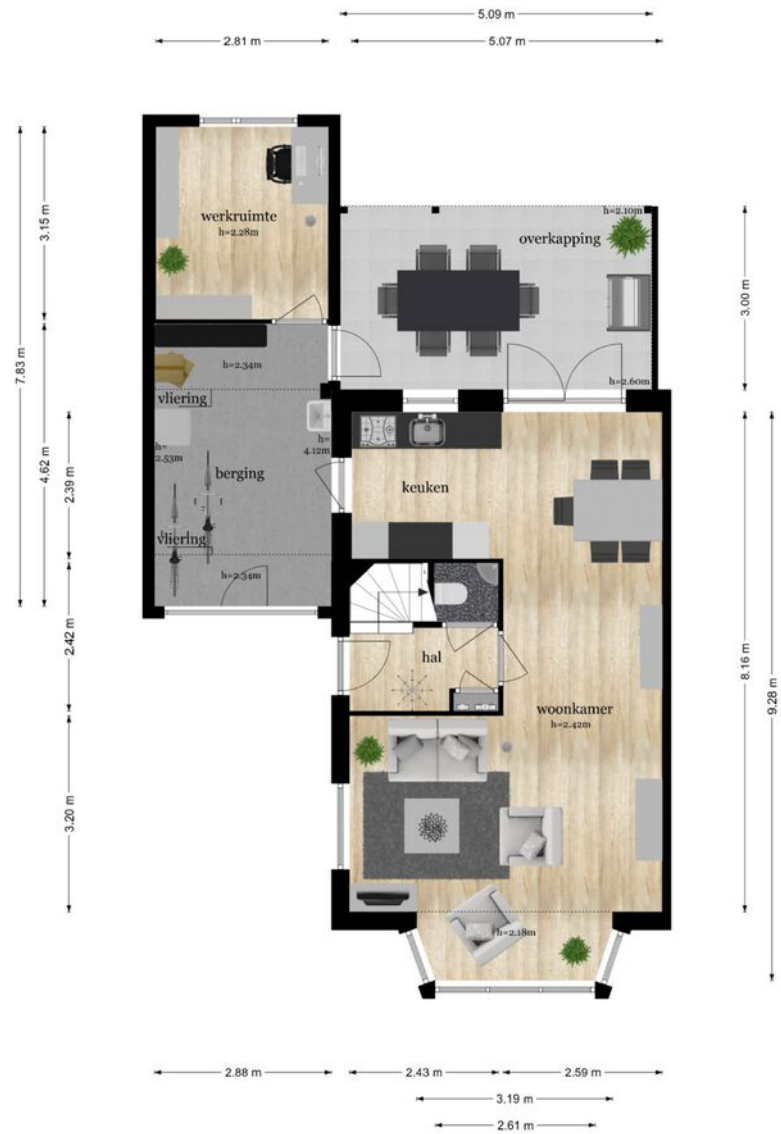 5.09 m
2.81 m
5.07 m
werkruimte
h=2.28m
h=2.10m
overkapping
3.15 m
3.00 m
7.83 m
h=2.34m
h=2.60m
vliering
h=
2.53m
h=
4.12m
berging
keuken
4.62 m
2.39 m
vliering
h=2.34m
2.42 m
hal
woonkamer
h=2.42m
8.16 m
9.28 m
3.20 m
h=2.18m
2.88 m
2.43 m
2.59 m
3.19 m
2.61 m